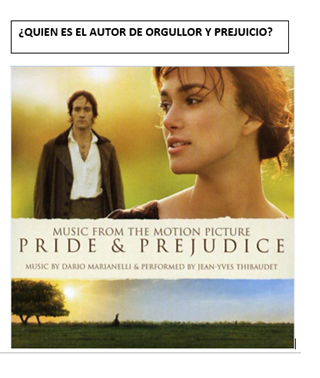 ¿QUIEN ES EL AUTOR DE ORGULLOR Y PREJUICIO?
MUSIC FROM THE MOTION PICTURE
PRIDE & PREJUDICE
MUSIC BY DARIO MARIANELLI & PERFORMED BY JEAN-YVES THIBAUDET